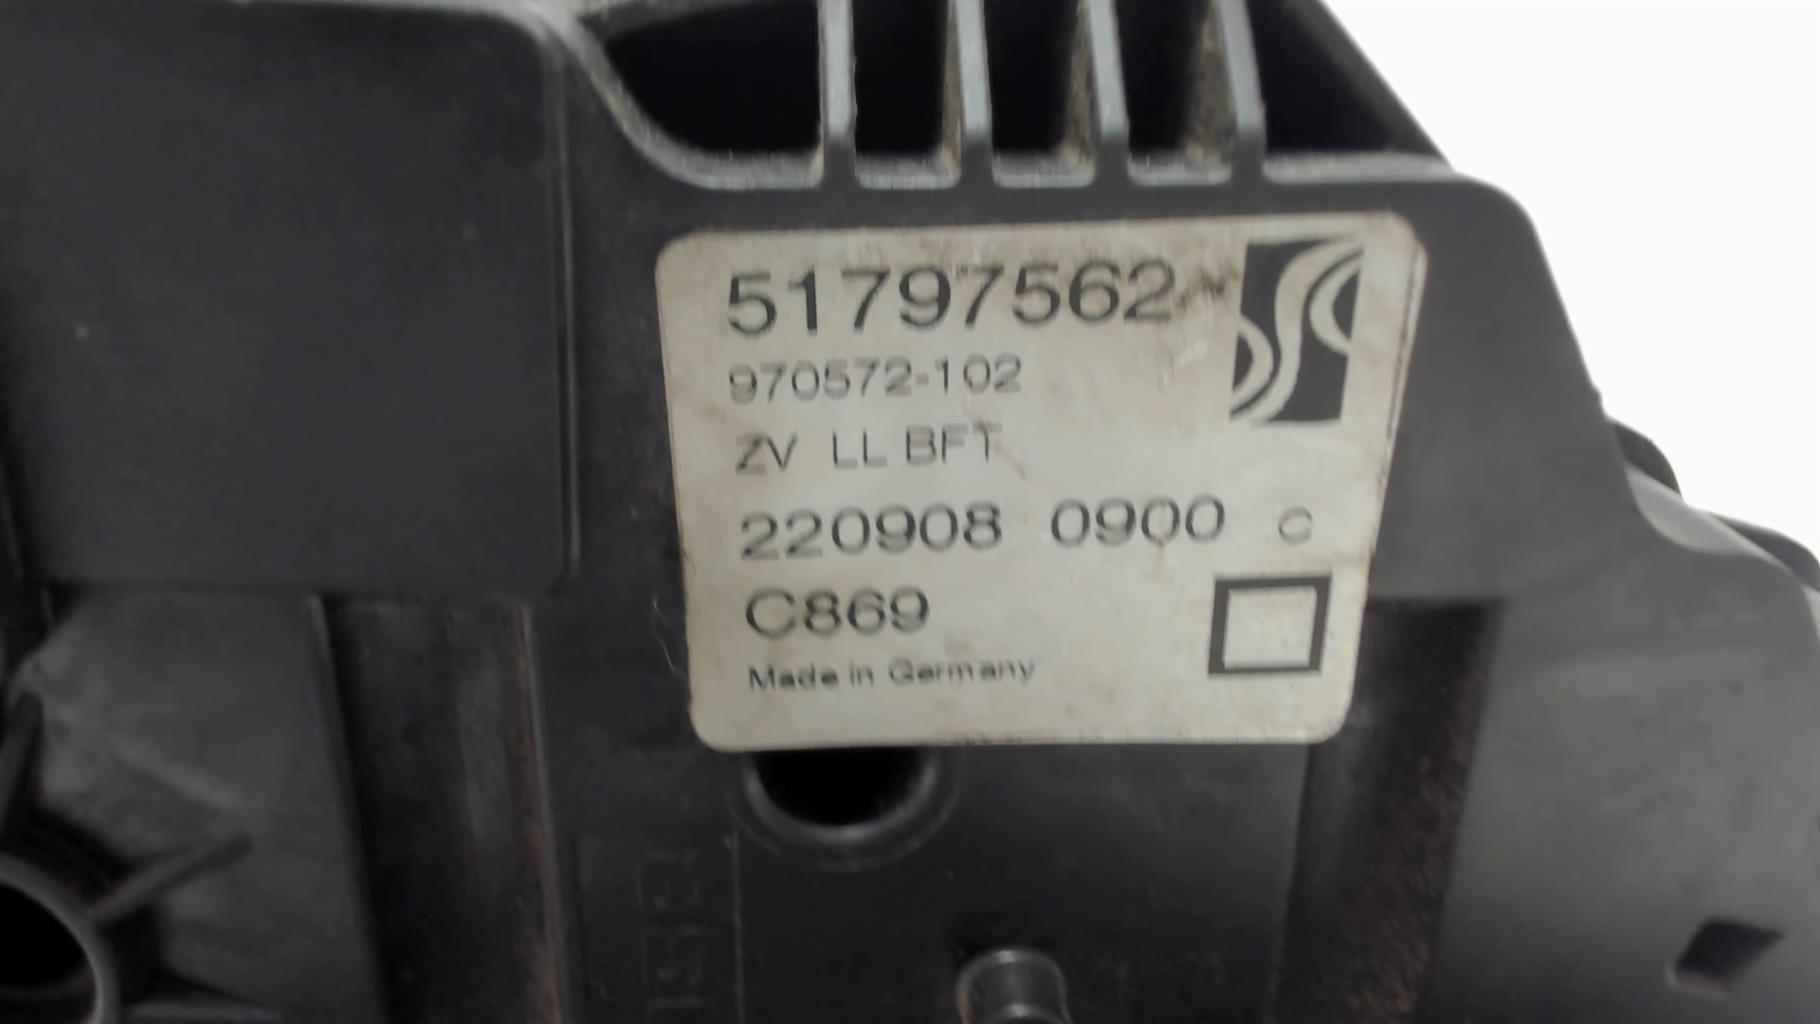 51797562
970572-102
ZV LL BFT
220908 0900 C
C869
Made in Germany